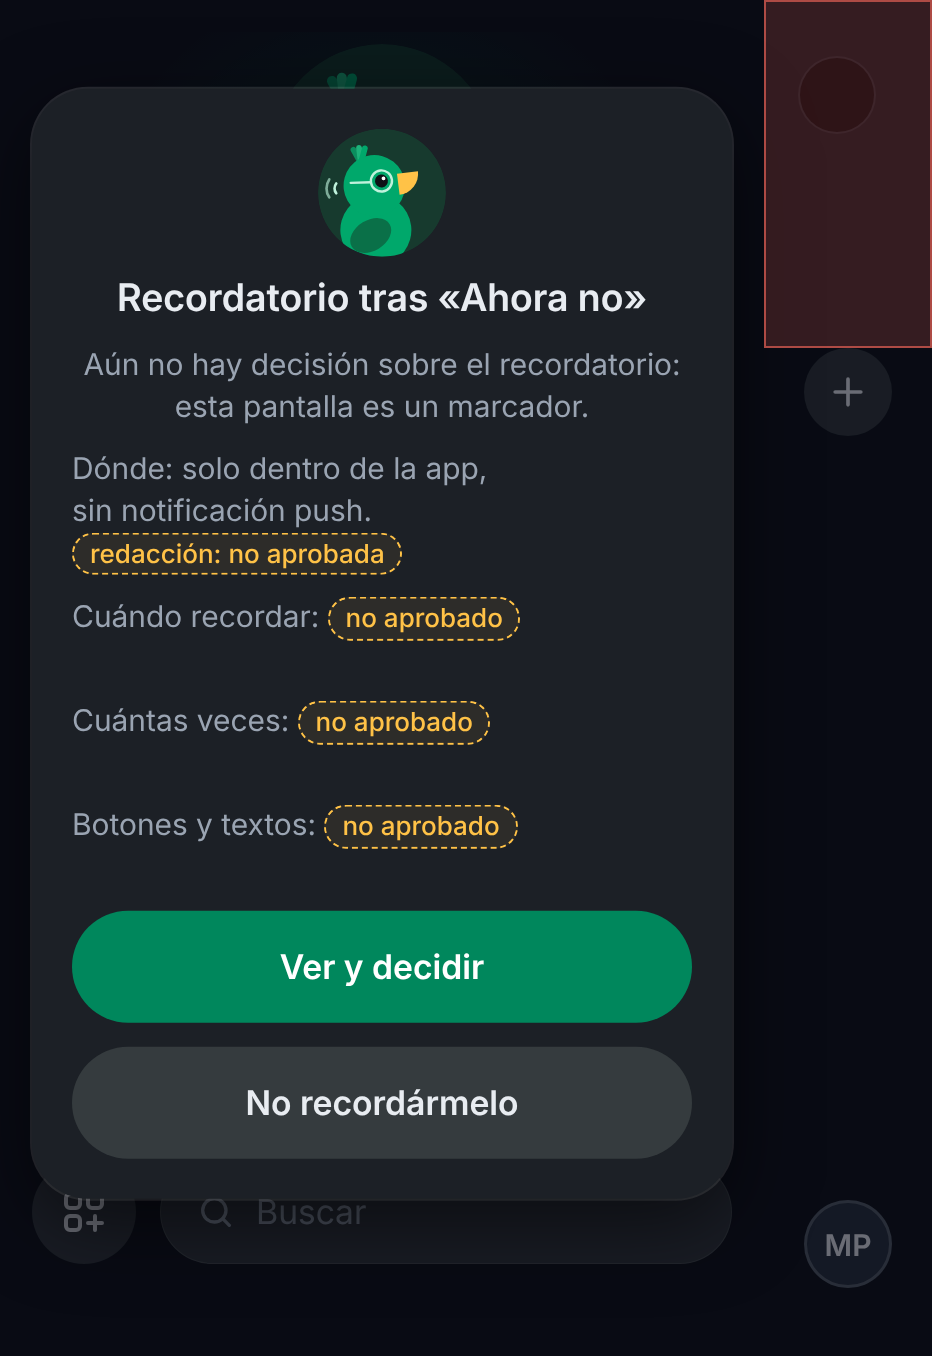 Recordatorio tras «Ahora no»
Aún no hay decisión sobre el recordatorio:
esta pantalla es un marcador.
Dónde: solo dentro de la app,
sin notificación push.
redacción: no aprobada
Cuándo recordar: no aprobado
Cuántas veces: no aprobado
Botones y textos: no aprobado
Ver y decidir
No recordármelo
Buscar
MP